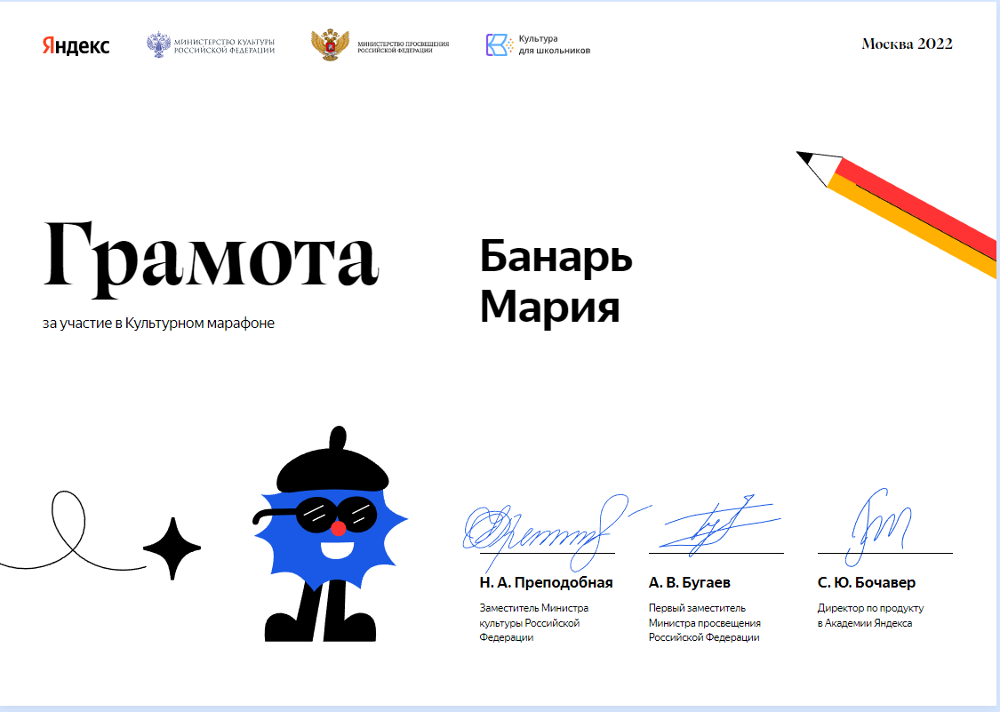 Яндекс
МИНИСТЕРСТВО КУЛЬТУРЫ
РОССИЙСКОЙ ФЕДЕРАЦИИ
МИНИСТЕРСТВО ПРОСВЕЩЕНИЯ
РОССИЙСКОЙ ФЕДЕРАЦИИ
Культура
для школьников
Москва 2022
Грамота
за участие в Культурном марафоне
Банарь
Мария
Н. А. Преподобная
Заместитель Министра
культуры Российской
Федерации
А. В. Бугаев
Первый заместитель
Министра просвещения
Российской Федерации
С. Ю. Бочавер
Директор по продукту
в Академии Яндекса